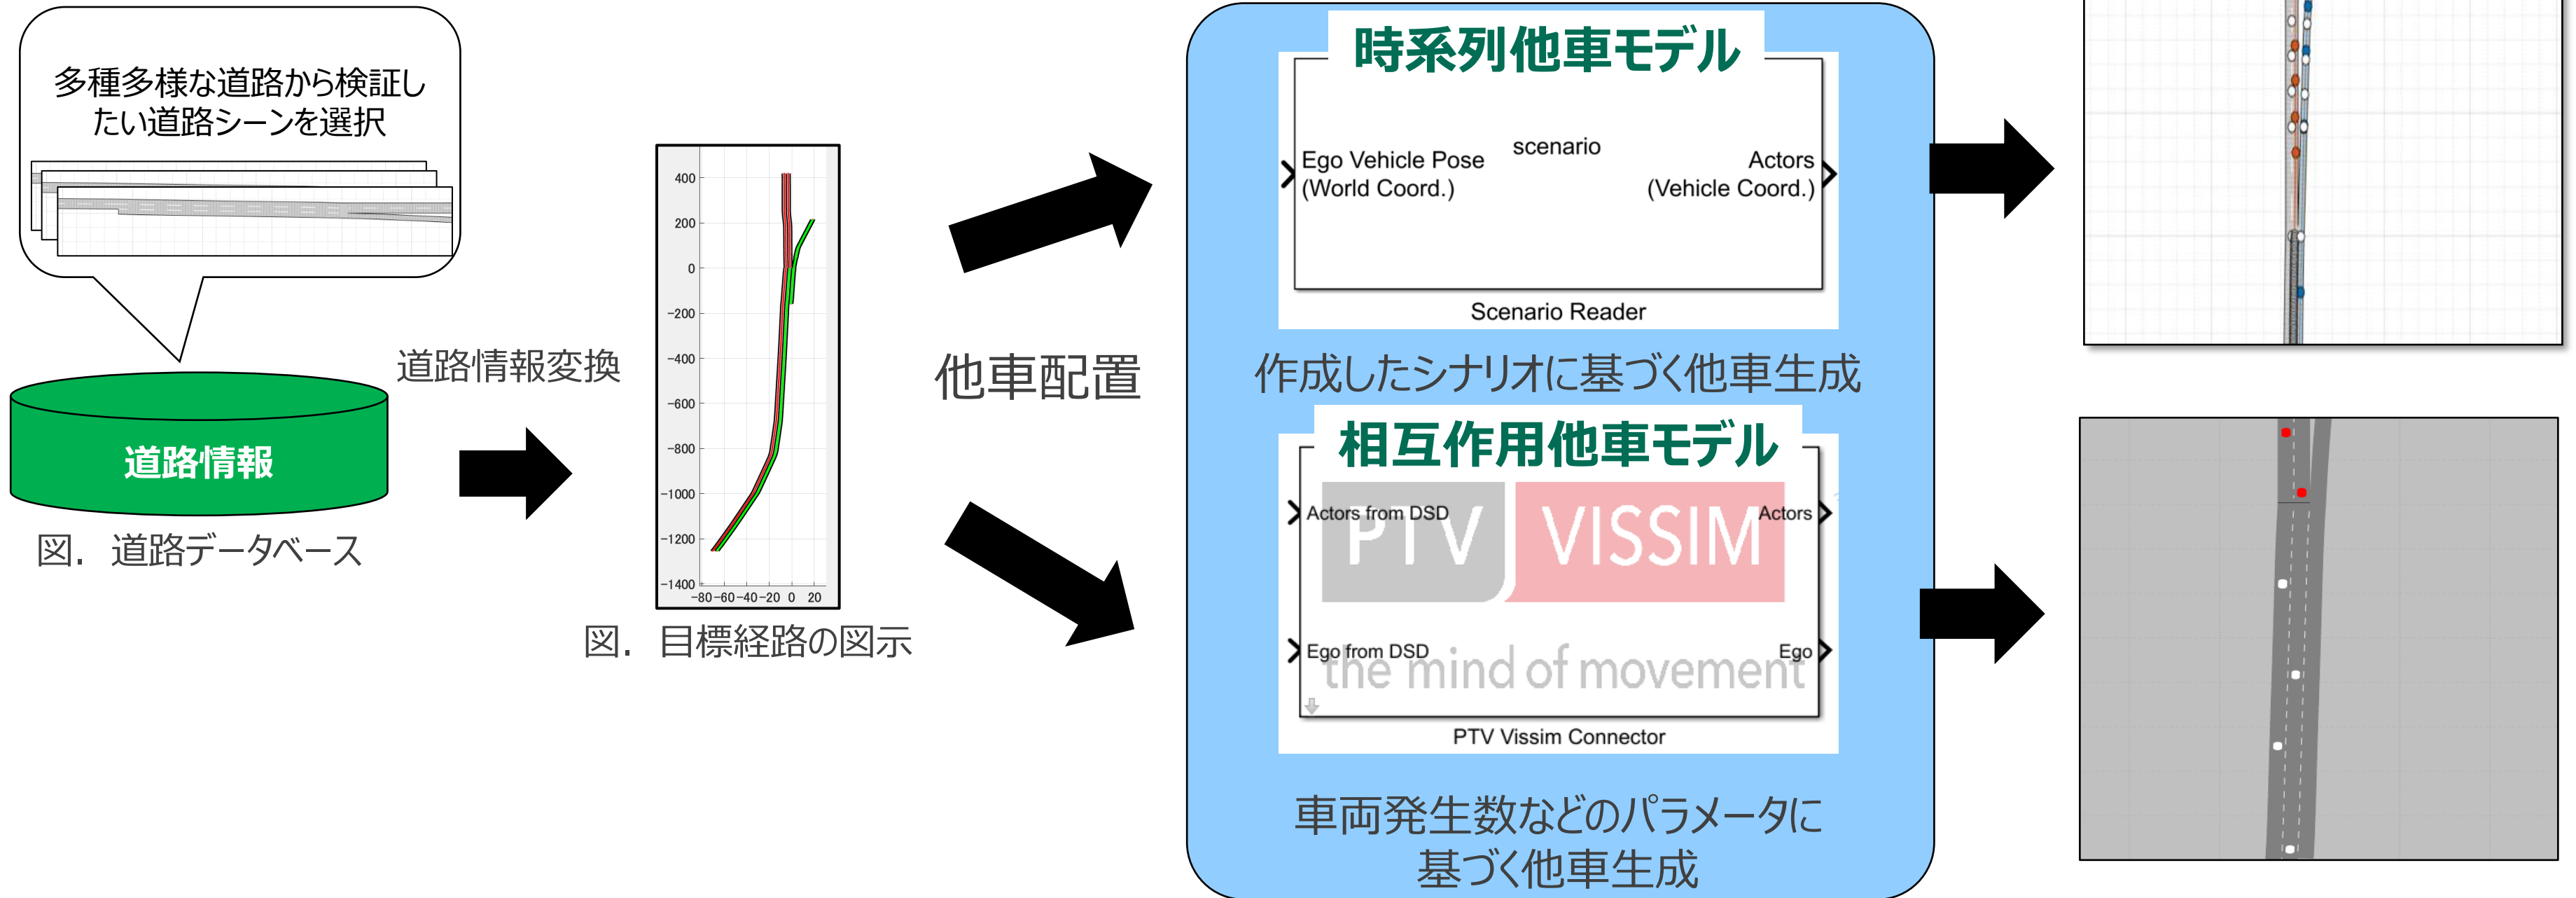 多種多様な道路から検証し
たい道路シーンを選択
道路情報
図. 道路データベース
道路情報変換
400
200
0
-200
-400
-600
-800
-1000
-1200
-1400
-80 -60 -40 -20 0 20
図. 目標経路の図示
他車配置
時系列他車モデル
Ego Vehicle Pose
(World Coord.)
scenario
Actors
(Vehicle Coord.)
Scenario Reader
作成したシナリオに基づく他車生成
相互作用他車モデル
PTV VISSIM
the mind of movement
Actors from DSD
Actors
Ego from DSD
Ego
PTV Vissim Connector
車両発生数などのパラメータに
基づく他車生成